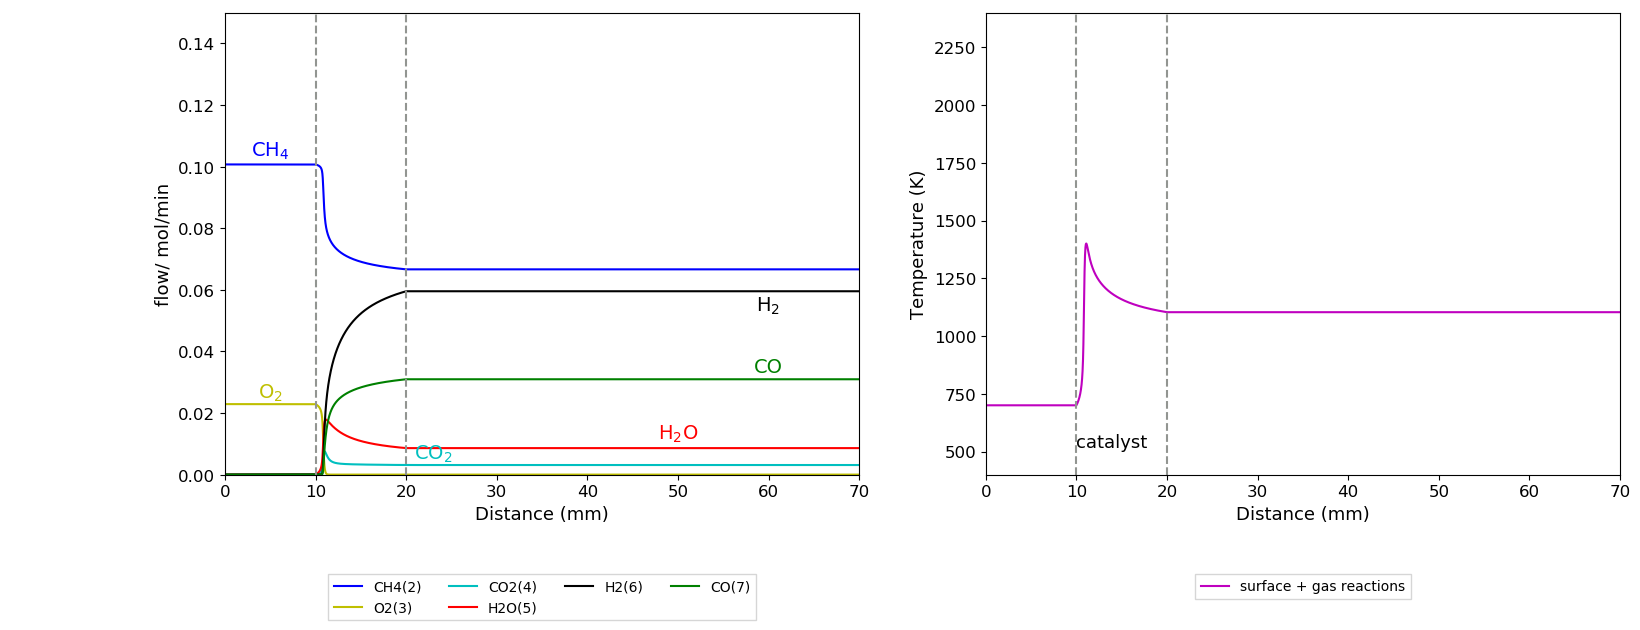 0.14
0.12
0.10
0.08
0.06
0.04
0.02
0.00
flow/ mol/min
CH₄
O₂
H₂
CO
H₂O
CO₂
0 10 20 30 40 50 60 70
Distance (mm)
CH4(2) CO2(4) H2(6) CO(7)
O2(3) H2O(5)
2250
2000
1750
1500
1250
1000
750
500
Temperature (K)
catalyst
0 10 20 30 40 50 60 70
Distance (mm)
surface + gas reactions